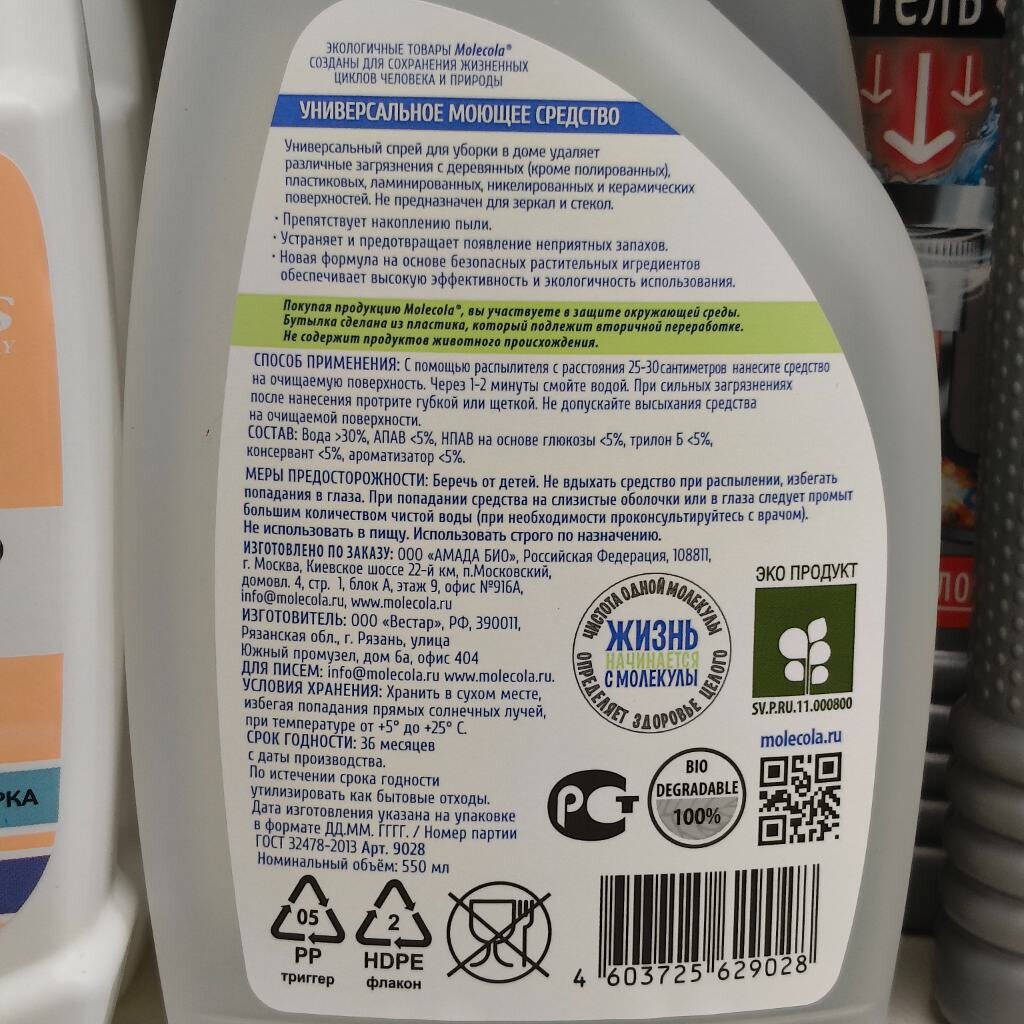 ЭКОЛОГИЧНЫЕ ТОВАРЫ Molecola®
СОЗДАНЫ ДЛЯ СОХРАНЕНИЯ ЖИЗНЕННЫХ
ЦИКЛОВ ЧЕЛОВЕКА И ПРИРОДЫ
УНИВЕРСАЛЬНОЕ МОЮЩЕЕ СРЕДСТВО
Универсальный спрей для уборки в доме удаляет
различные загрязнения с деревянных (кроме полированных),
пластиковых, ламинированных, никелированных и керамических
поверхностей. Не предназначен для зеркал и стекол.
· Препятствует накоплению пыли.
· Устраняет и предотвращает появление неприятных запахов.
· Новая формула на основе безопасных растительных ингредиентов
обеспечивает высокую эффективность и экологичность использования.
Покупая продукцию Molecola®, вы участвуете в защите окружающей среды.
Бутылка сделана из пластика, который подлежит вторичной переработке.
Не содержит продуктов животного происхождения.
СПОСОБ ПРИМЕНЕНИЯ: С помощью распылителя с расстояния 25-30сантиметров нанесите средство
на очищаемую поверхность. Через 1-2 минуты смойте водой. При сильных загрязнениях
после нанесения протрите губкой или щеткой. Не допускайте высыхания средства
на очищаемой поверхности.
СОСТАВ: Вода >30%, АПАВ <5%, НПАВ на основе глюкозы <5%, трилон Б <5%,
консервант <5%, ароматизатор <5%.
МЕРЫ ПРЕДОСТОРОЖНОСТИ: Беречь от детей. Не вдыхать средство при распылении, избегать
попадания в глаза. При попадании средства на слизистые оболочки или в глаза следует промыт
большим количеством чистой воды (при необходимости проконсультируйтесь с врачом).
Не использовать в пищу. Использовать строго по назначению.
ИЗГОТОВЛЕНО ПО ЗАКАЗУ: ООО «АМАДА БИО», Российская Федерация, 108811,
г. Москва, Киевское шоссе 22-й км, п.Московский,
домовл. 4, стр. 1, блок А, этаж 9, офис №916А,
info@molecola.ru, www.molecola.ru
ИЗГОТОВИТЕЛЬ: ООО «Вестар», РФ, 390011,
Рязанская обл., г. Рязань, улица
Южный промузел, дом 6а, офис 404
ДЛЯ ПИСЕМ: info@molecola.ru www.molecola.ru.
УСЛОВИЯ ХРАНЕНИЯ: Хранить в сухом месте,
избегая попадания прямых солнечных лучей,
при температуре от +5° до +25° С.
СРОК ГОДНОСТИ: 36 месяцев
с даты производства.
По истечении срока годности
утилизировать как бытовые отходы.
Дата изготовления указана на упаковке
в формате ДД.ММ. ГГГГ. / Номер партии
ГОСТ 32478-2013 Арт. 9028
Номинальный объём: 550 мл
ЧИСТОТА ОДНОЙ МОЛЕКУЛЫ
ОПРЕДЕЛЯЕТ ЗДОРОВЬЕ ЦЕЛОГО
ЖИЗНЬ
НАЧИНАЕТСЯ
С МОЛЕКУЛЫ
ЭКО ПРОДУКТ
SV.P.RU.11.000800
molecola.ru
РСТ
BIO
DEGRADABLE
100%
05
PP
триггер
2
HDPE
флакон
4 603725 629028
ГЕЛЬ
РКА